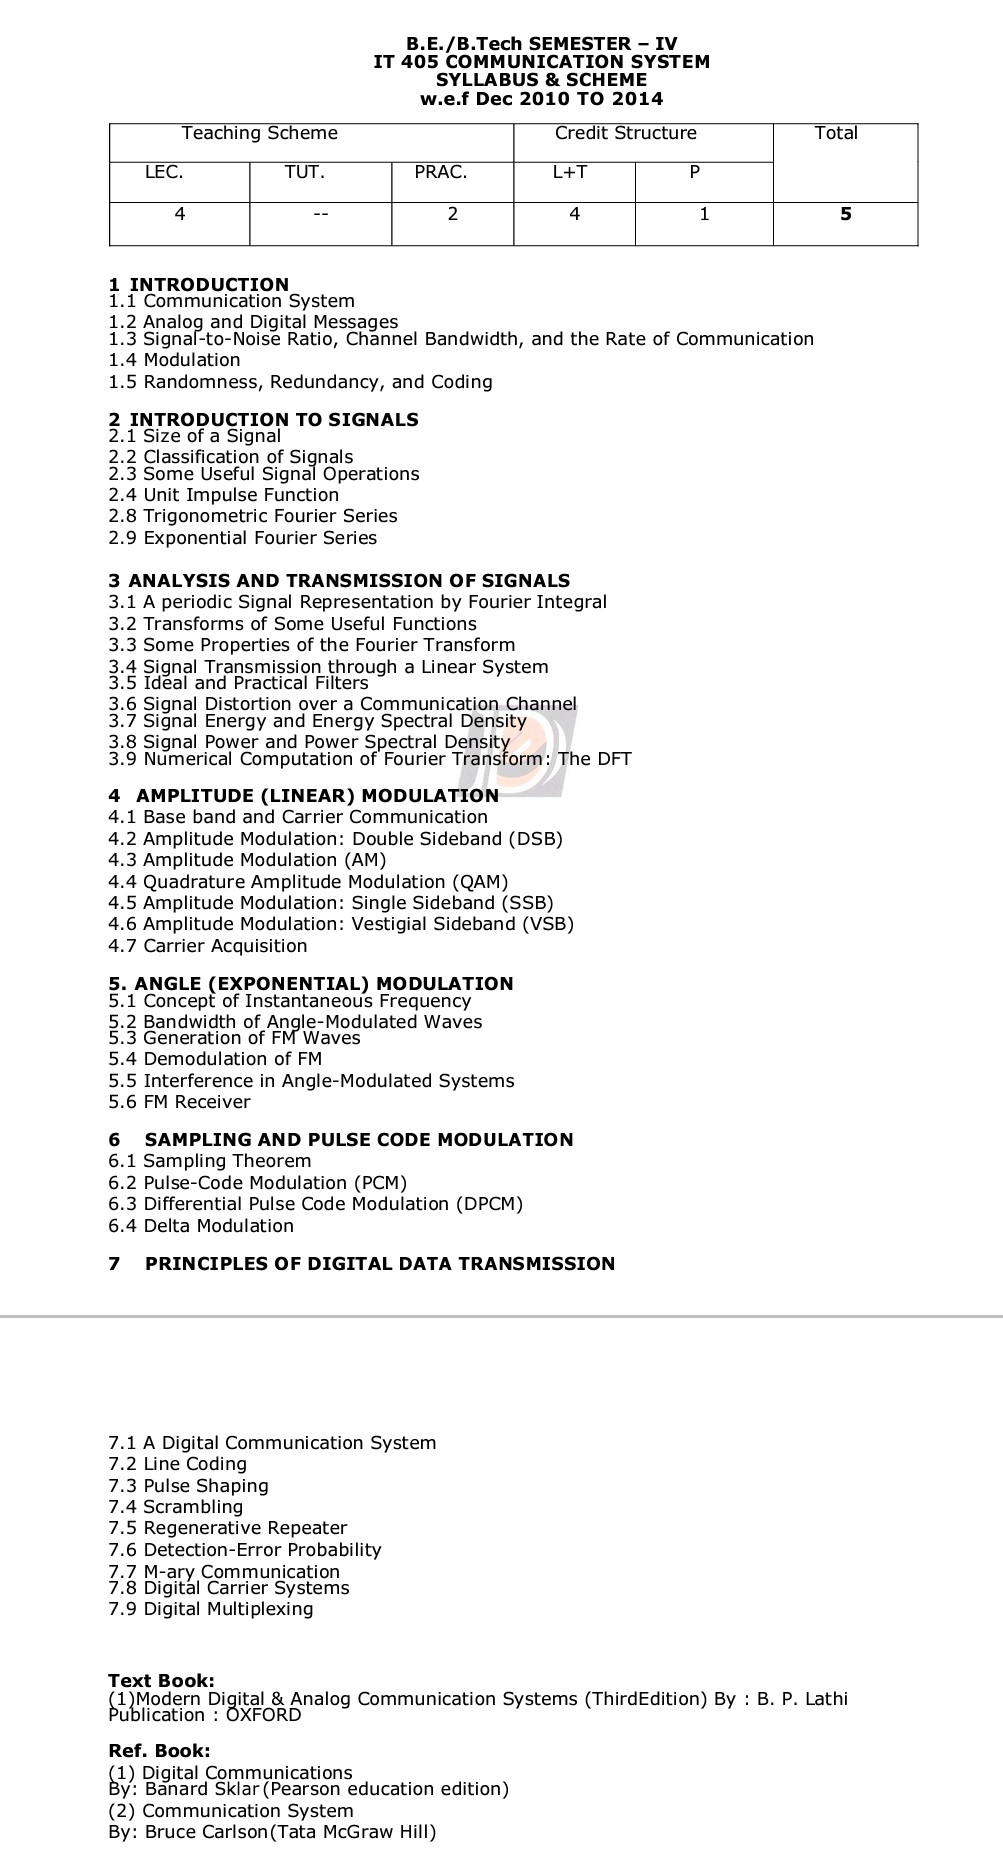 B.E./B.Tech SEMESTER – IV
IT 405 COMMUNICATION SYSTEM
SYLLABUS & SCHEME
w.e.f Dec 2010 TO 2014
Teaching Scheme Credit Structure Total
LEC. TUT. PRAC. L+T P
4 -- 2 4 1 5
1 INTRODUCTION
1.1 Communication System
1.2 Analog and Digital Messages
1.3 Signal-to-Noise Ratio, Channel Bandwidth, and the Rate of Communication
1.4 Modulation
1.5 Randomness, Redundancy, and Coding
2 INTRODUCTION TO SIGNALS
2.1 Size of a Signal
2.2 Classification of Signals
2.3 Some Useful Signal Operations
2.4 Unit Impulse Function
2.8 Trigonometric Fourier Series
2.9 Exponential Fourier Series
3 ANALYSIS AND TRANSMISSION OF SIGNALS
3.1 A periodic Signal Representation by Fourier Integral
3.2 Transforms of Some Useful Functions
3.3 Some Properties of the Fourier Transform
3.4 Signal Transmission through a Linear System
3.5 Ideal and Practical Filters
3.6 Signal Distortion over a Communication Channel
3.7 Signal Energy and Energy Spectral Density
3.8 Signal Power and Power Spectral Density
3.9 Numerical Computation of Fourier Transform: The DFT
4 AMPLITUDE (LINEAR) MODULATION
4.1 Base band and Carrier Communication
4.2 Amplitude Modulation: Double Sideband (DSB)
4.3 Amplitude Modulation (AM)
4.4 Quadrature Amplitude Modulation (QAM)
4.5 Amplitude Modulation: Single Sideband (SSB)
4.6 Amplitude Modulation: Vestigial Sideband (VSB)
4.7 Carrier Acquisition
5. ANGLE (EXPONENTIAL) MODULATION
5.1 Concept of Instantaneous Frequency
5.2 Bandwidth of Angle-Modulated Waves
5.3 Generation of FM Waves
5.4 Demodulation of FM
5.5 Interference in Angle-Modulated Systems
5.6 FM Receiver
6 SAMPLING AND PULSE CODE MODULATION
6.1 Sampling Theorem
6.2 Pulse-Code Modulation (PCM)
6.3 Differential Pulse Code Modulation (DPCM)
6.4 Delta Modulation
7 PRINCIPLES OF DIGITAL DATA TRANSMISSION
7.1 A Digital Communication System
7.2 Line Coding
7.3 Pulse Shaping
7.4 Scrambling
7.5 Regenerative Repeater
7.6 Detection-Error Probability
7.7 M-ary Communication
7.8 Digital Carrier Systems
7.9 Digital Multiplexing
Text Book:
(1)Modern Digital & Analog Communication Systems (ThirdEdition) By : B. P. Lathi
Publication : OXFORD
Ref. Book:
(1) Digital Communications
By: Banard Sklar (Pearson education edition)
(2) Communication System
By: Bruce Carlson(Tata McGraw Hill)